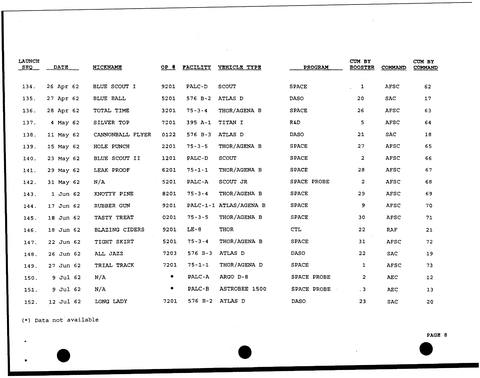 LAUNCH SEQ DATE NICKNAME OP # FACILITY VEHICLE TYPE PROGRAM CUM BY BOOSTER COMMAND CUM BY COMMAND
134. 26 Apr 62 BLUE SCOUT I 9201 PALC-D SCOUT SPACE 1 AFSC 62
135. 27 Apr 62 BLUE BALL 5201 576 B-2 ATLAS D DASO 20 SAC 17
136. 28 Apr 62 TOTAL TIME 3201 75-3-4 THOR/AGENA B SPACE 26 AFSC 63
137. 4 May 62 SILVER TOP 7201 395 A-1 TITAN I R&D 5 AFSC 64
138. 11 May 62 CANNONBALL FLYER 0122 576 B-3 ATLAS D DASO 21 SAC 18
139. 15 May 62 HOLE PUNCH 2201 75-3-5 THOR/AGENA B SPACE 27 AFSC 65
140. 23 May 62 BLUE SCOUT II 1201 PALC-D SCOUT SPACE 2 AFSC 66
141. 29 May 62 LEAK PROOF 6201 75-1-1 THOR/AGENA B SPACE 28 AFSC 67
142. 31 May 62 N/A 5201 PALC-A SCOUT JR SPACE PROBE 2 AFSC 68
143. 1 Jun 62 KNOTTY PINE 8201 75-3-4 THOR/AGENA B SPACE 29 AFSC 69
144. 17 Jun 62 RUBBER GUN 9201 PALC-1-1 ATLAS/AGENA B SPACE 9 AFSC 70
145. 18 Jun 62 TASTY TREAT 0201 75-3-5 THOR/AGENA B SPACE 30 AFSC 71
146. 18 Jun 62 BLAZING CIDERS 9201 LE-8 THOR CTL 22 RAF 21
147. 22 Jun 62 TIGHT SKIRT 5201 75-3-4 THOR/AGENA B SPACE 31 AFSC 72
148. 26 Jun 62 ALL JAZZ 7203 576 B-3 ATLAS D DASO 22 SAC 19
149. 27 Jun 62 TRIAL TRACK 7201 75-1-1 THOR/AGENA D SPACE 1 AFSC 73
150. 9 Jul 62 N/A * PALC-A ARGO D-8 SPACE PROBE 2 AEC 12
151. 9 Jul 62 N/A * PALC-B ASTROBEE 1500 SPACE PROBE 3 AEC 13
152. 12 Jul 62 LONG LADY 7201 576 B-2 ATLAS D DASO 23 SAC 20
(*) Data not available
PAGE 8